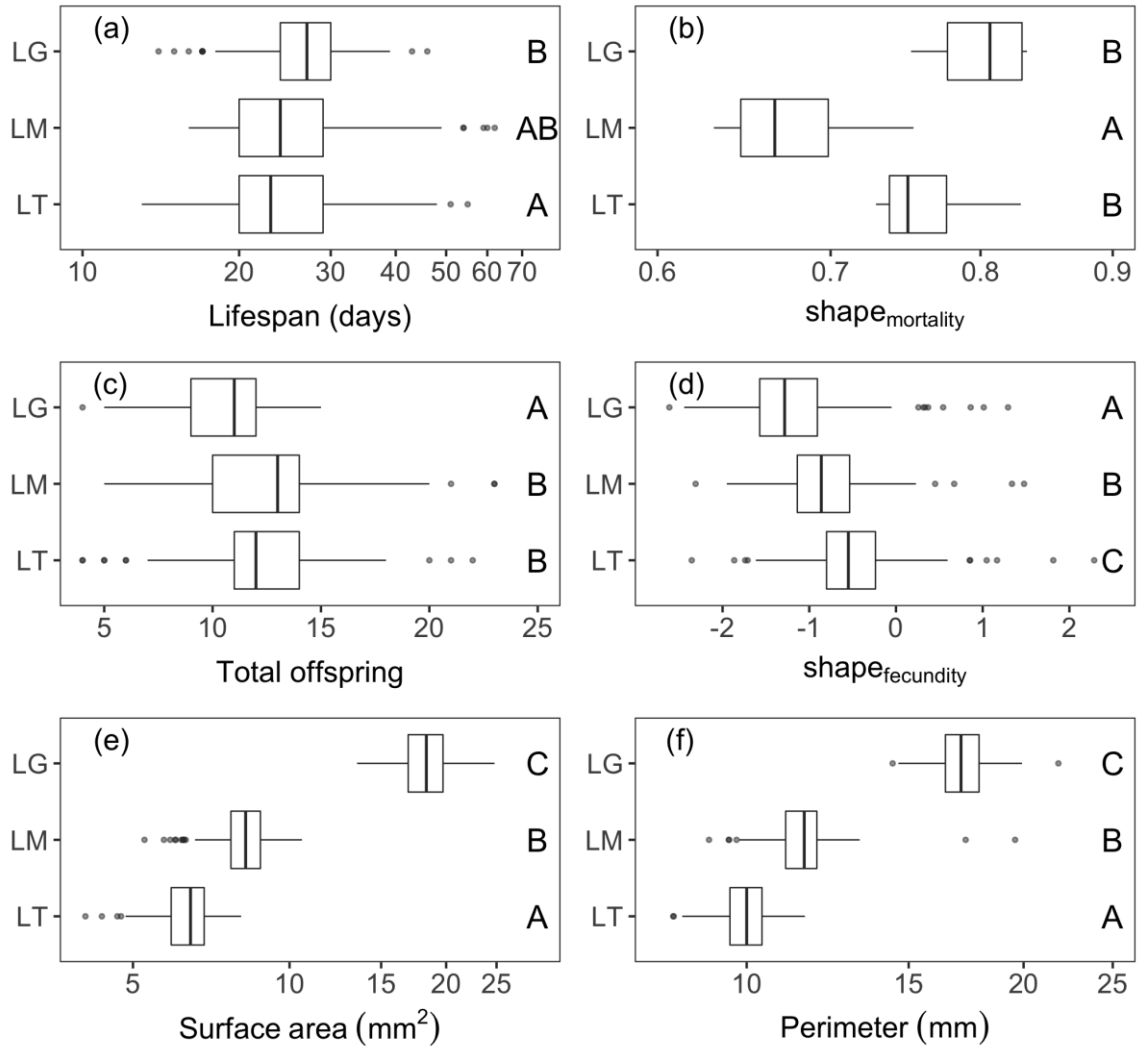 (a)
LG B
LM AB
LT A
10 20 30 40 50 60 70
Lifespan (days)
(b)
LG B
LM A
LT B
0.6 0.7 0.8 0.9
shape_mortality
(c)
LG A
LM B
LT B
5 10 15 20 25
Total offspring
(d)
LG A
LM B
LT C
-2 -1 0 1 2
shape_fecundity
(e)
LG C
LM B
LT A
5 10 15 20 25
Surface area (mm²)
(f)
LG C
LM B
LT A
10 15 20 25
Perimeter (mm)